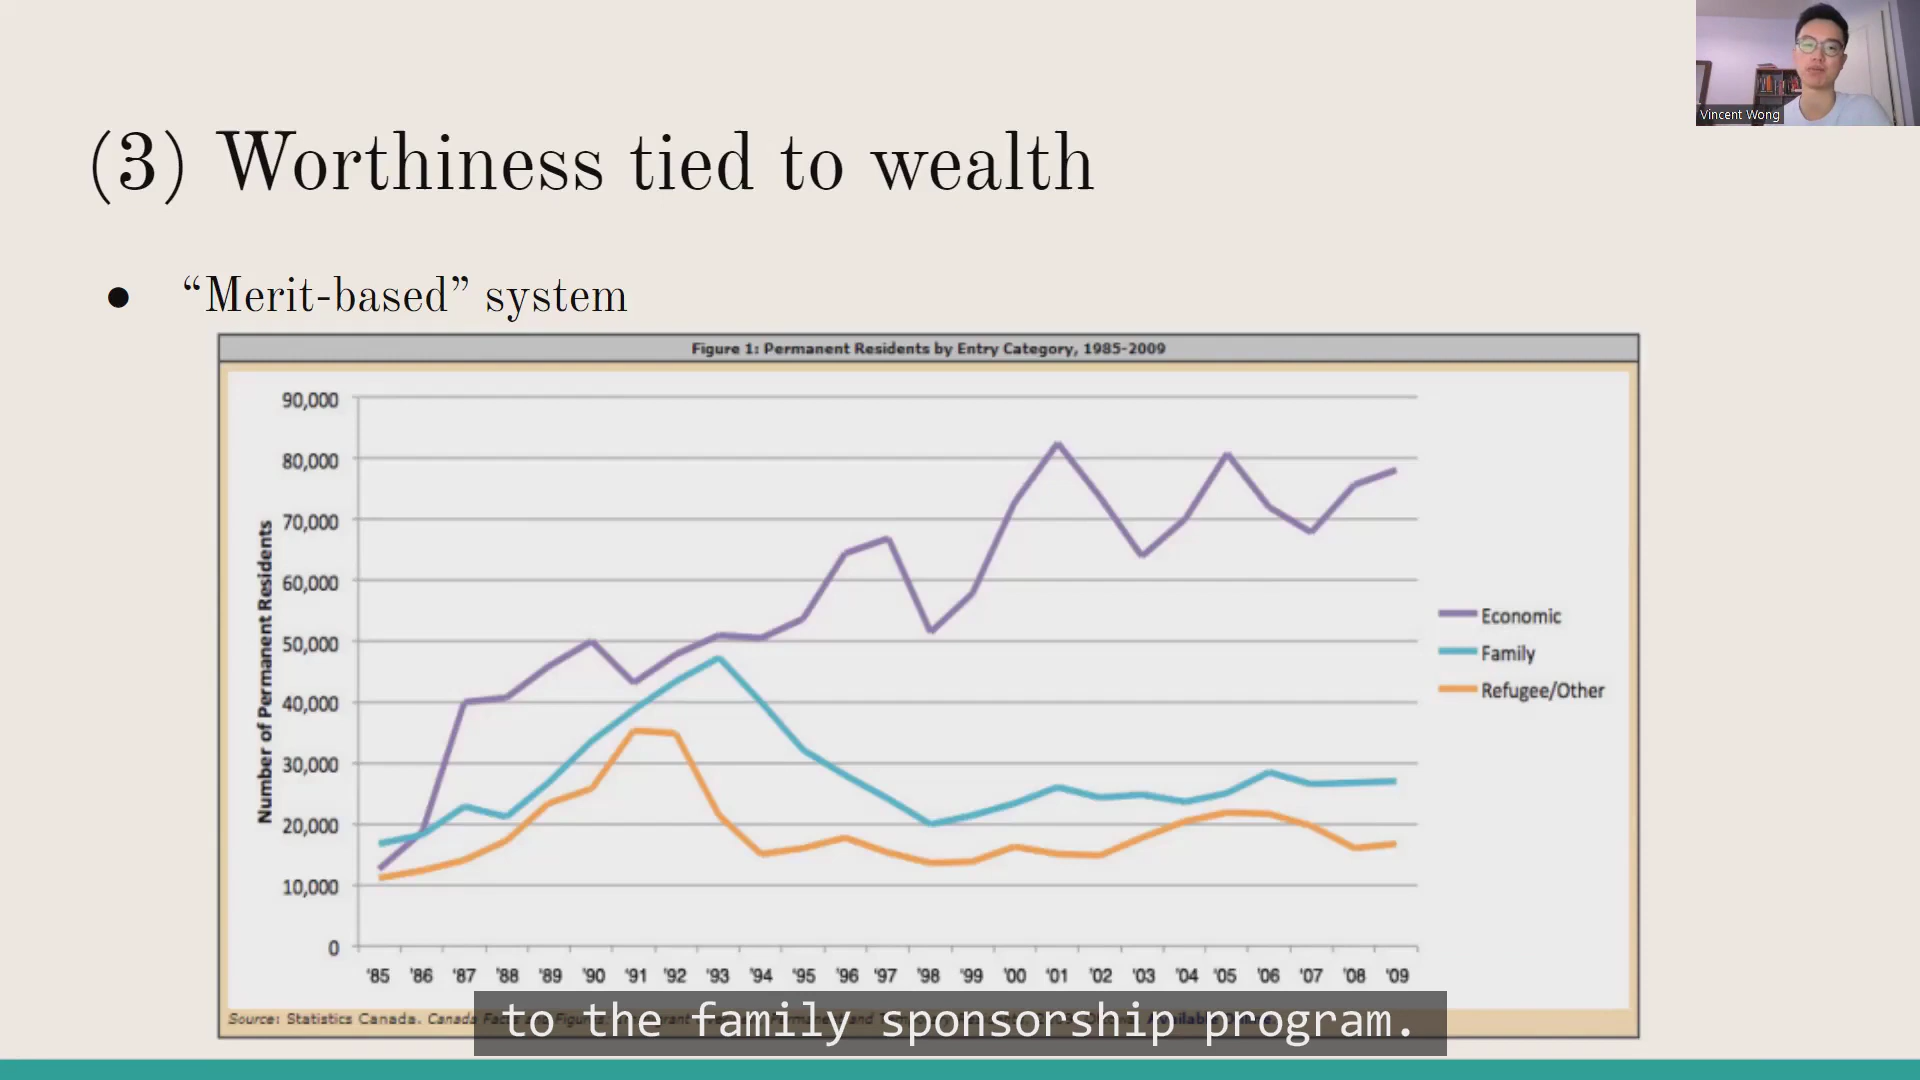 Vincent Wong
(3) Worthiness tied to wealth
● “Merit-based” system
Figure 1: Permanent Residents by Entry Category, 1985-2009
Number of Permanent Residents
90,000
80,000
70,000
60,000
50,000
40,000
30,000
20,000
10,000
0
'85 '86 '87 '88 '89 '90 '91 '92 '93 '94 '95 '96 '97 '98 '99 '00 '01 '02 '03 '04 '05 '06 '07 '08 '09
Economic
Family
Refugee/Other
Source: Statistics Canada. Canada
to the family sponsorship program.